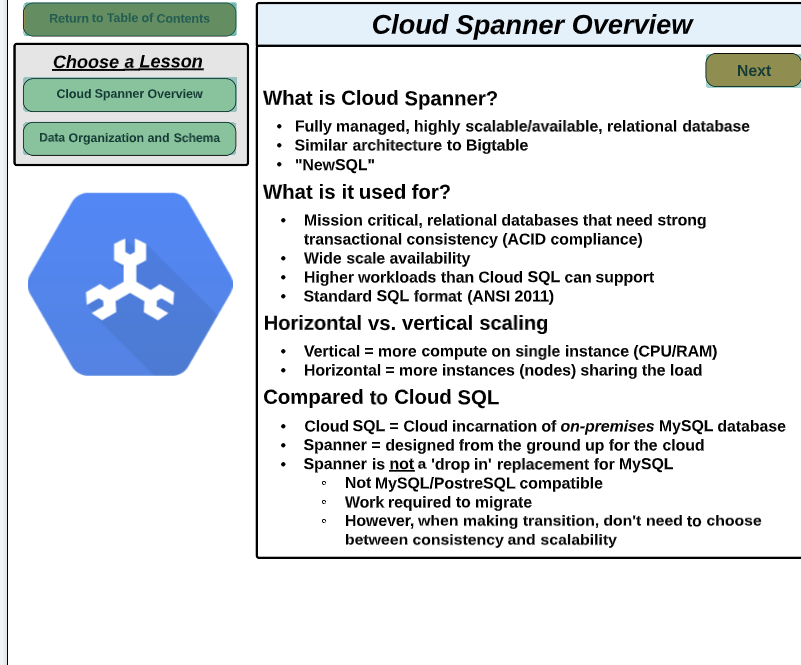 Return to Table of Contents
Choose a Lesson
Cloud Spanner Overview
Data Organization and Schema
Cloud Spanner Overview
Next
What is Cloud Spanner?
• Fully managed, highly scalable/available, relational database
• Similar architecture to Bigtable
• "NewSQL"
What is it used for?
• Mission critical, relational databases that need strong
transactional consistency (ACID compliance)
• Wide scale availability
• Higher workloads than Cloud SQL can support
• Standard SQL format (ANSI 2011)
Horizontal vs. vertical scaling
• Vertical = more compute on single instance (CPU/RAM)
• Horizontal = more instances (nodes) sharing the load
Compared to Cloud SQL
• Cloud SQL = Cloud incarnation of on-premises MySQL database
• Spanner = designed from the ground up for the cloud
• Spanner is not a 'drop in' replacement for MySQL
◦ Not MySQL/PostreSQL compatible
◦ Work required to migrate
◦ However, when making transition, don't need to choose
between consistency and scalability